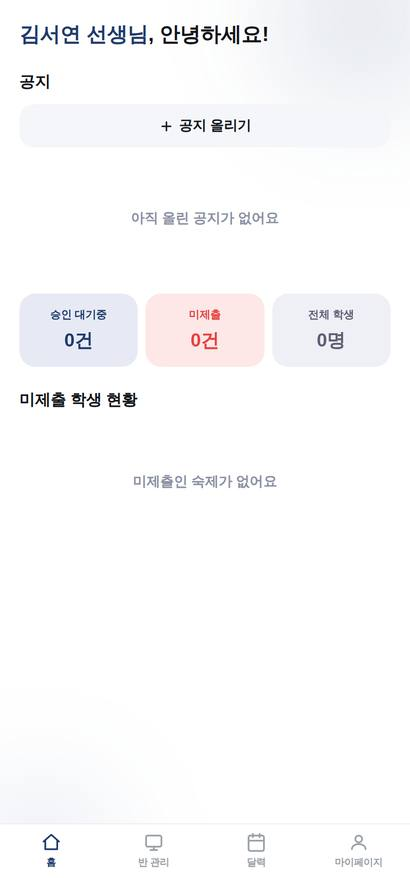 김서연 선생님, 안녕하세요!
공지
+ 공지 올리기
아직 올린 공지가 없어요
승인 대기중
0건
미제출
0건
전체 학생
0명
미제출 학생 현황
미제출인 숙제가 없어요
홈
반 관리
달력
마이페이지